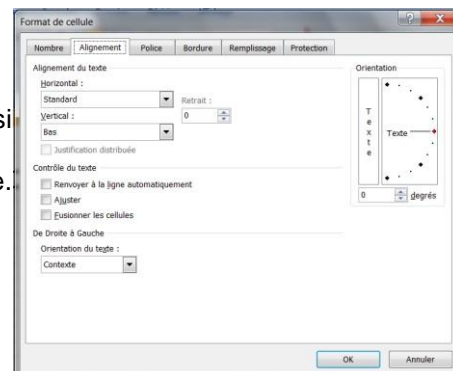 Format de cellule
Nombre Alignement Police Bordure Remplissage Protection
Alignement du texte
Horizontal :
Standard
Retrait :
Vertical :
0
Bas
Justification distribuée
Contrôle du texte
Renvoyer à la ligne automatiquement
Ajuster
Fusionner les cellules
De Droite à Gauche
Orientation du texte :
Contexte
Orientation
Texte
Texte
0 degrés
OK Annuler
si
e.